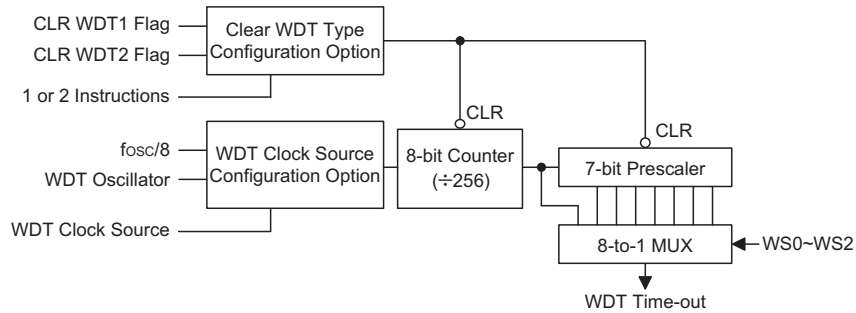 CLR WDT1 Flag
CLR WDT2 Flag
1 or 2 Instructions
Clear WDT Type
Configuration Option
CLR
CLR
fOSC/8
WDT Oscillator
WDT Clock Source
WDT Clock Source
Configuration Option
8-bit Counter
(÷256)
7-bit Prescaler
8-to-1 MUX
WS0~WS2
WDT Time-out